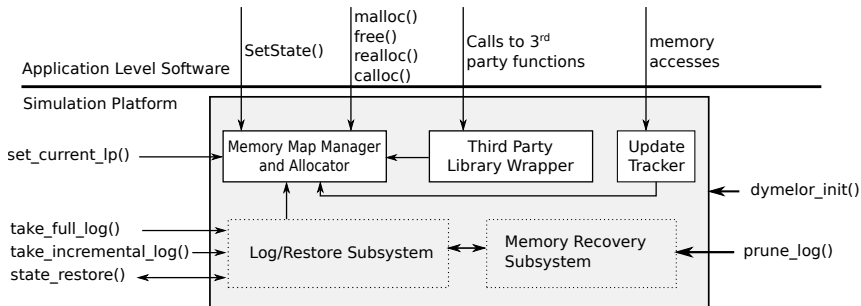 malloc()
free()
realloc()
calloc()
SetState()
Calls to 3rd
party functions
memory
accesses
Application Level Software
Simulation Platform
set_current_lp()
Memory Map Manager
and Allocator
Third Party
Library Wrapper
Update
Tracker
dymelor_init()
take_full_log()
take_incremental_log()
state_restore()
Log/Restore Subsystem
Memory Recovery
Subsystem
prune_log()